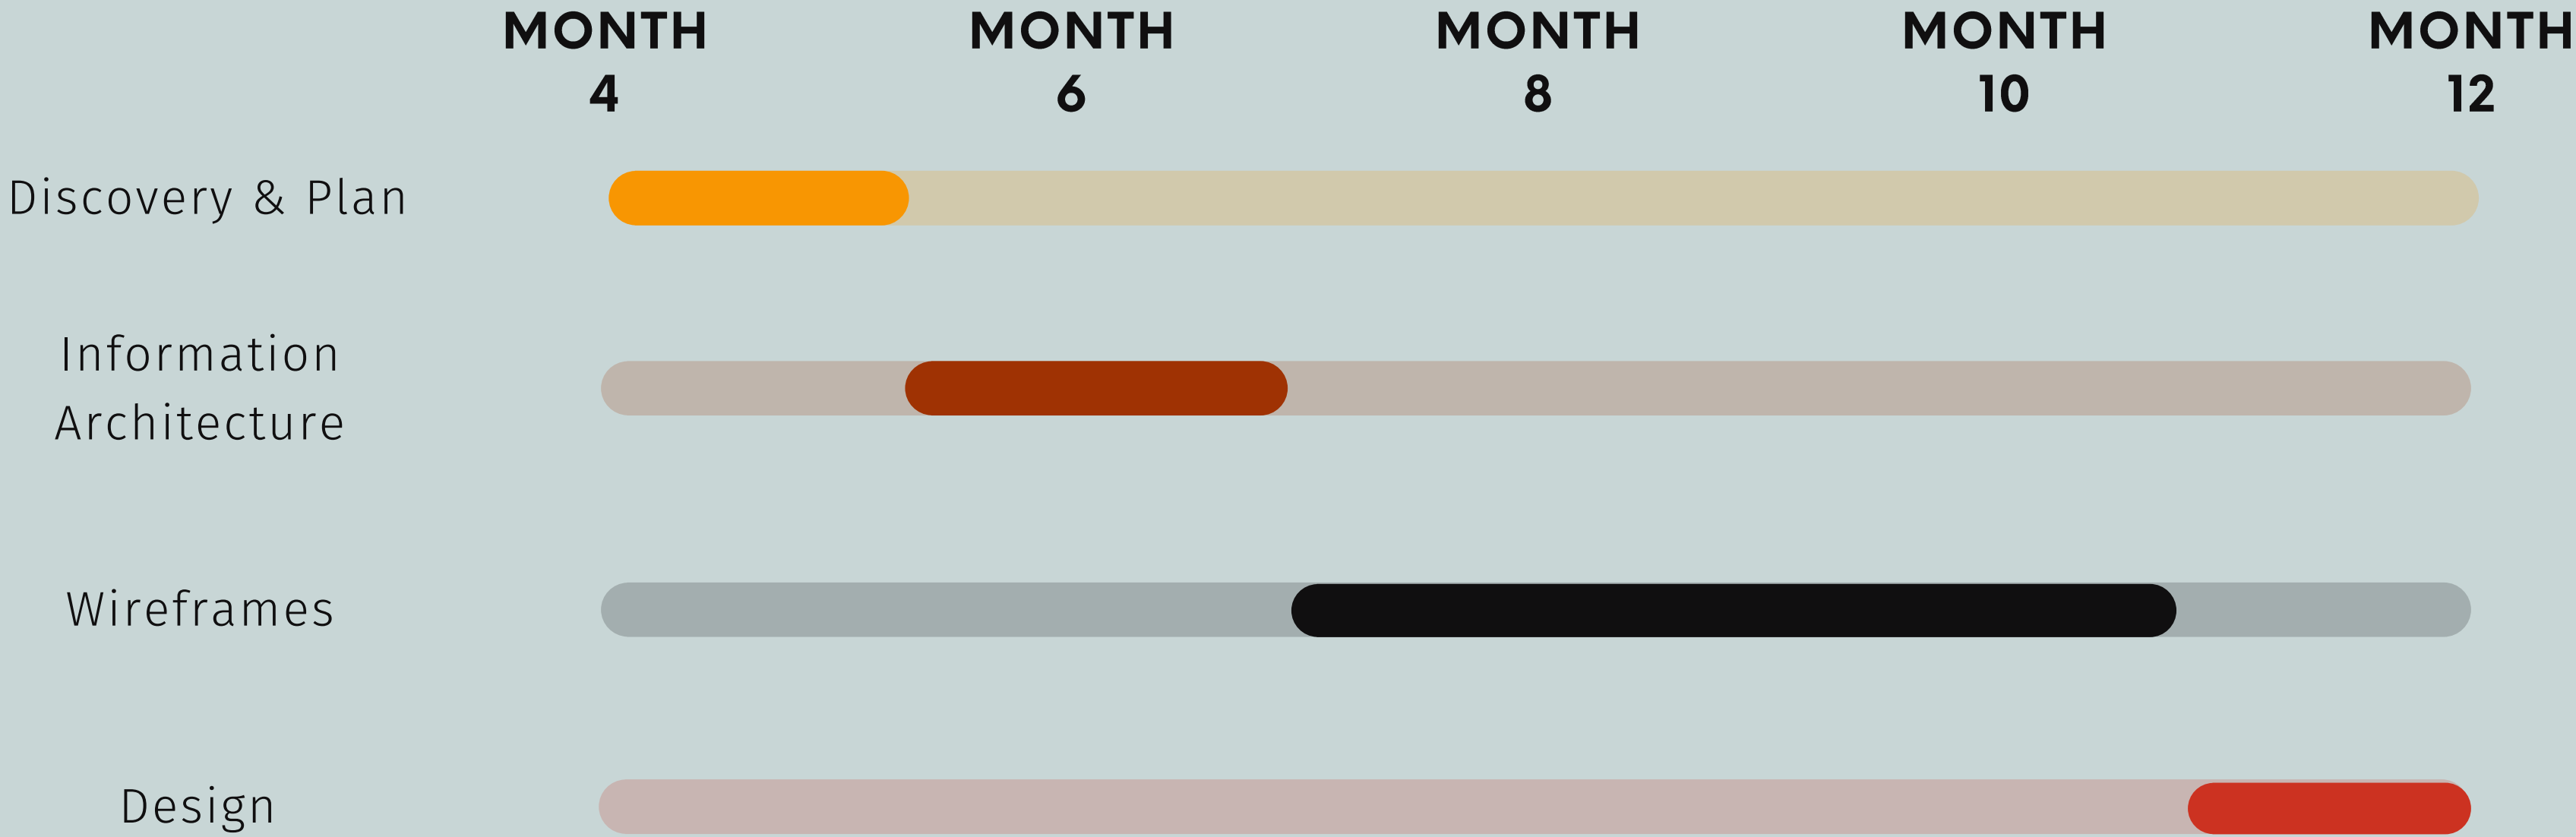 MONTH MONTH MONTH MONTH MONTH
4 6 8 10 12
Discovery & Plan
Information
Architecture
Wireframes
Design